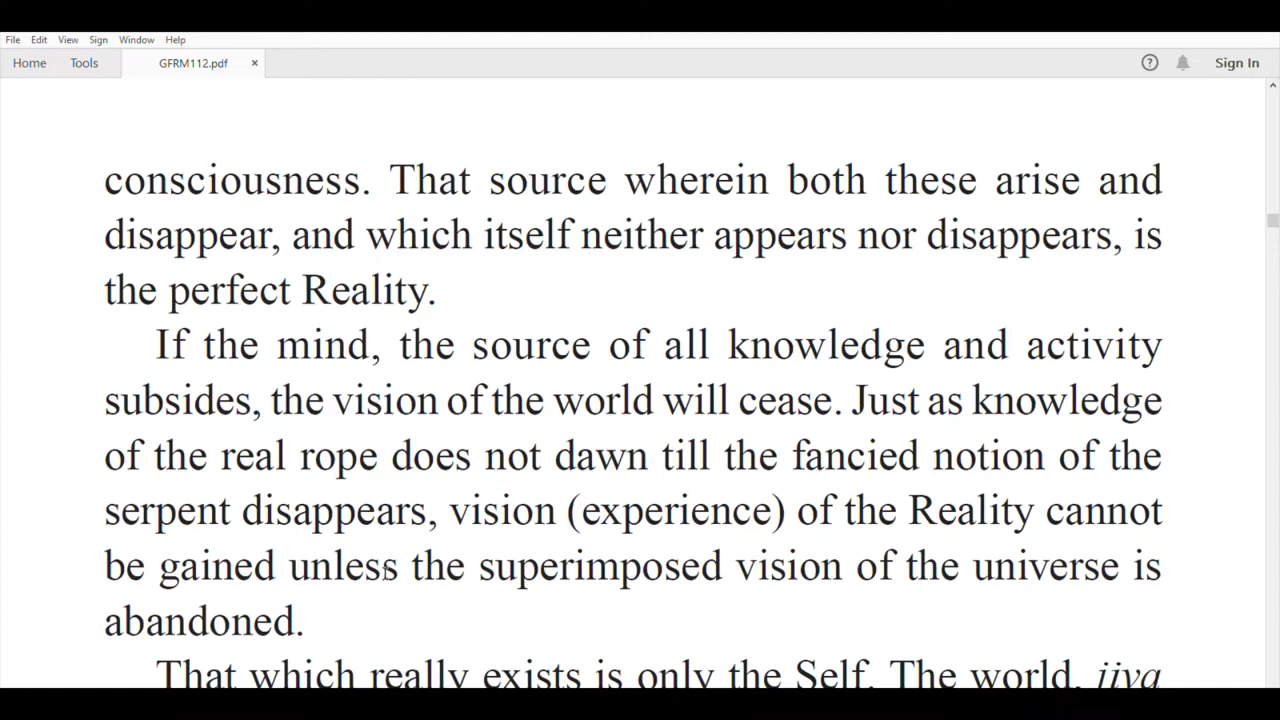 File Edit View Sign Window Help
Home Tools GFRM112.pdf × ? Sign In
consciousness. That source wherein both these arise and
disappear, and which itself neither appears nor disappears, is
the perfect Reality.
If the mind, the source of all knowledge and activity
subsides, the vision of the world will cease. Just as knowledge
of the real rope does not dawn till the fancied notion of the
serpent disappears, vision (experience) of the Reality cannot
be gained unless the superimposed vision of the universe is
abandoned.
That which really exists is only the Self. The world, jiva